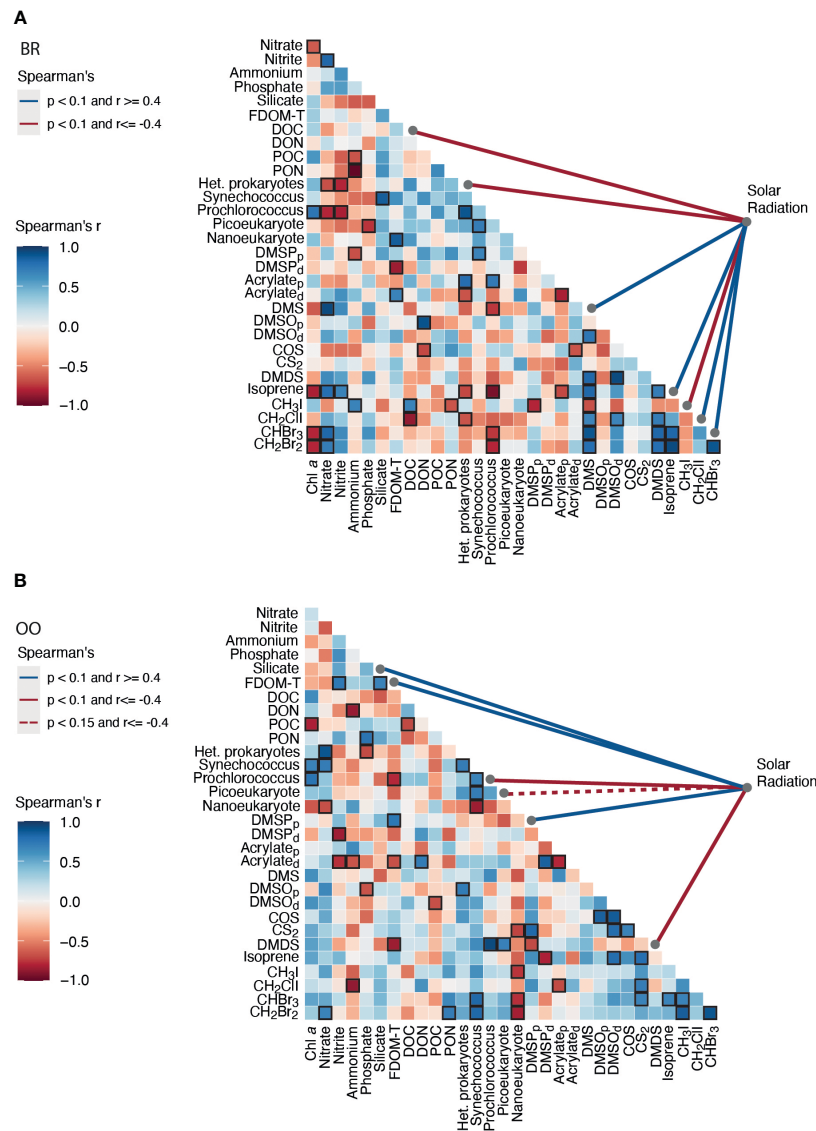 A
BR
Spearman's
p < 0.1 and r >= 0.4
p < 0.1 and r<= -0.4
Spearman's r
1.0
0.5
0.0
−0.5
−1.0
Nitrate
Nitrite
Ammonium
Phosphate
Silicate
FDOM-T
DOC
DON
POC
PON
Het. prokaryotes
Synechococcus
Prochlorococcus
Picoeukaryote
Nanoeukaryote
DMSPp
DMSPd
Acrylatep
Acrylated
DMS
DMSOp
DMSOd
COS
CS2
DMDS
Isoprene
CH3I
CH2ClI
CHBr3
CH2Br2
Solar
Radiation
Chl a
Nitrate
Nitrite
Ammonium
Phosphate
Silicate
FDOM-T
DOC
DON
POC
PON
Het. prokaryotes
Synechococcus
Prochlorococcus
Picoeukaryote
Nanoeukaryote
DMSPp
DMSPd
Acrylatep
Acrylated
DMS
DMSOp
DMSOd
COS
CS2
DMDS
Isoprene
CH3I
CH2ClI
CHBr3
B
OO
Spearman's
p < 0.1 and r >= 0.4
p < 0.1 and r<= -0.4
p < 0.15 and r<= -0.4
Spearman's r
1.0
0.5
0.0
−0.5
−1.0
Nitrate
Nitrite
Ammonium
Phosphate
Silicate
FDOM-T
DOC
DON
POC
PON
Het. prokaryotes
Synechococcus
Prochlorococcus
Picoeukaryote
Nanoeukaryote
DMSPp
DMSPd
Acrylatep
Acrylated
DMS
DMSOp
DMSOd
COS
CS2
DMDS
Isoprene
CH3I
CH2ClI
CHBr3
CH2Br2
Solar
Radiation
Chl a
Nitrate
Nitrite
Ammonium
Phosphate
Silicate
FDOM-T
DOC
DON
POC
PON
Het. prokaryotes
Synechococcus
Prochlorococcus
Picoeukaryote
Nanoeukaryote
DMSPp
DMSPd
Acrylatep
Acrylated
DMS
DMSOp
DMSOd
COS
CS2
DMDS
Isoprene
CH3I
CH2ClI
CHBr3